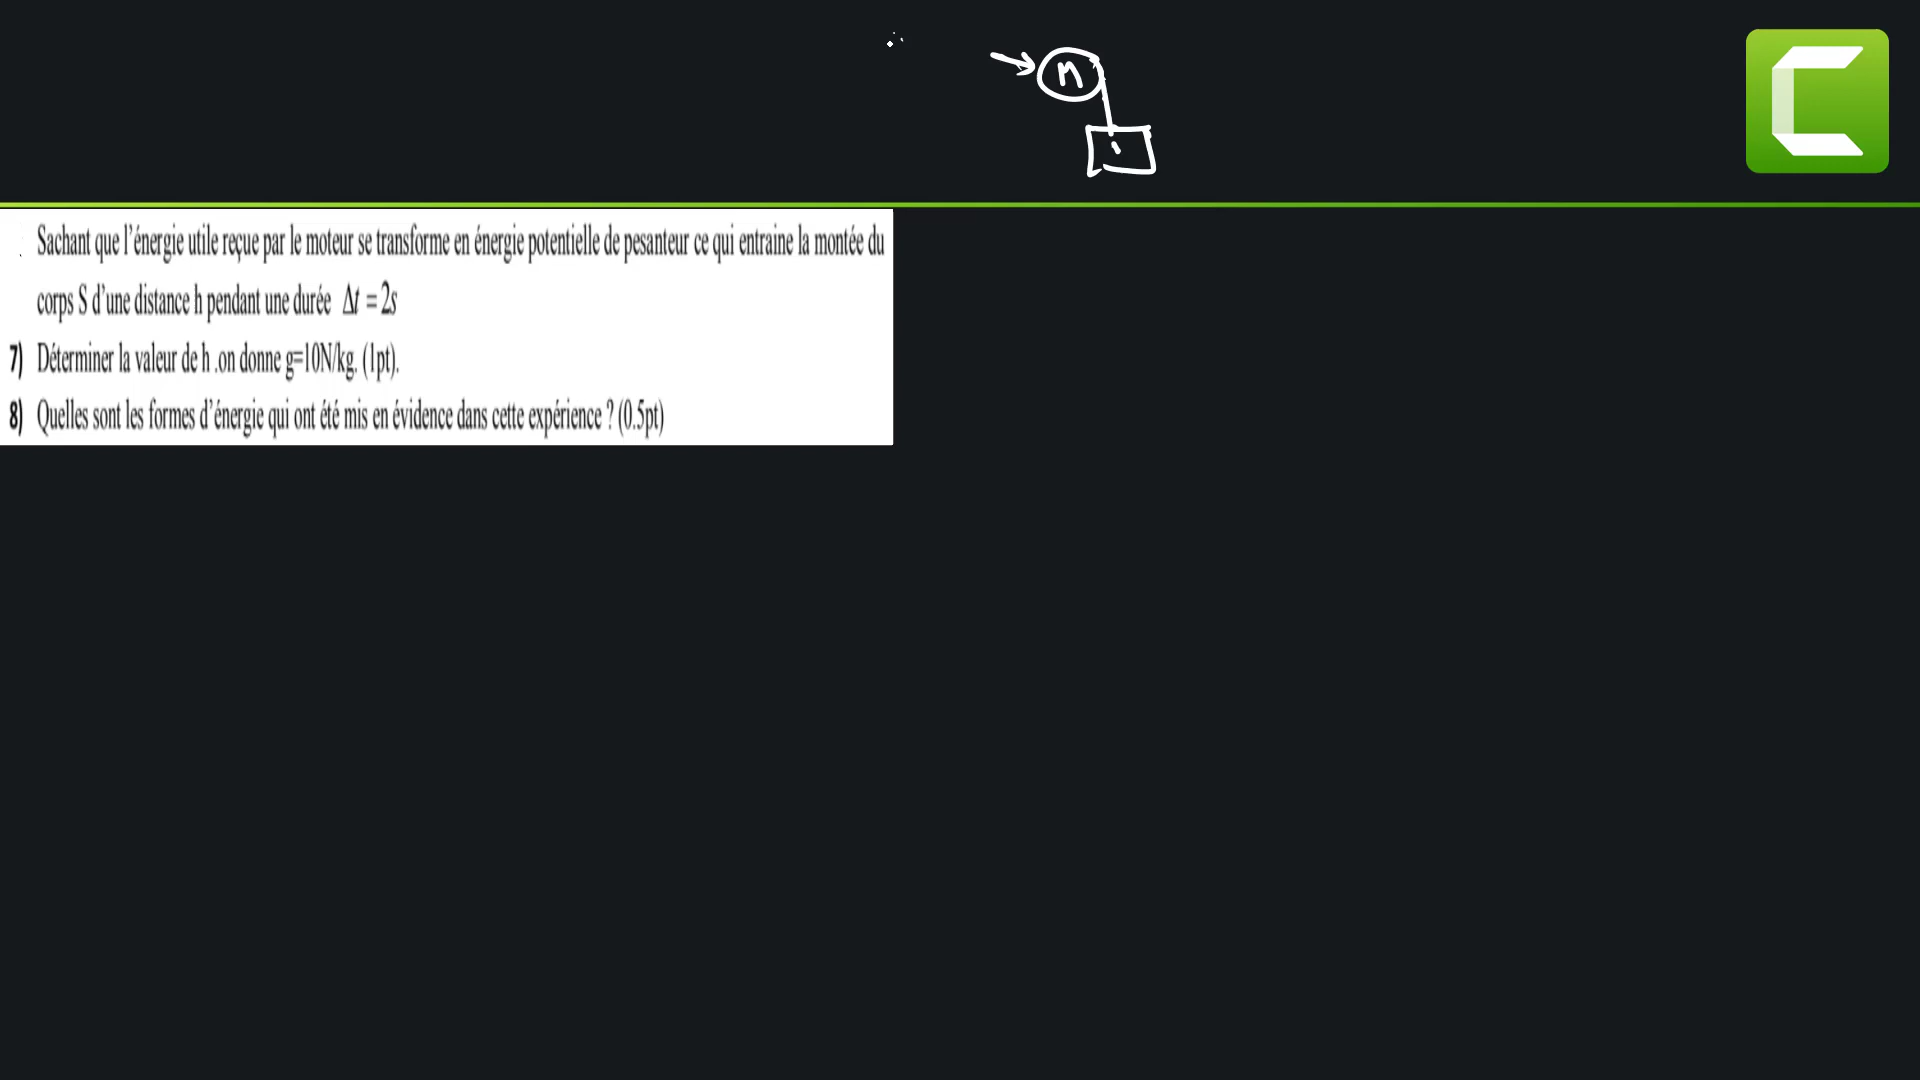 M
Sachant que l'énergie utile reçue par le moteur se transforme en énergie potentielle de pesanteur ce qui entraine la montée du
corps S d'une distance h pendant une durée Δt = 2s
7) Déterminer la valeur de h .on donne g=10N/kg. (1pt).
8) Quelles sont les formes d'énergie qui ont été mis en évidence dans cette expérience ? (0.5pt)